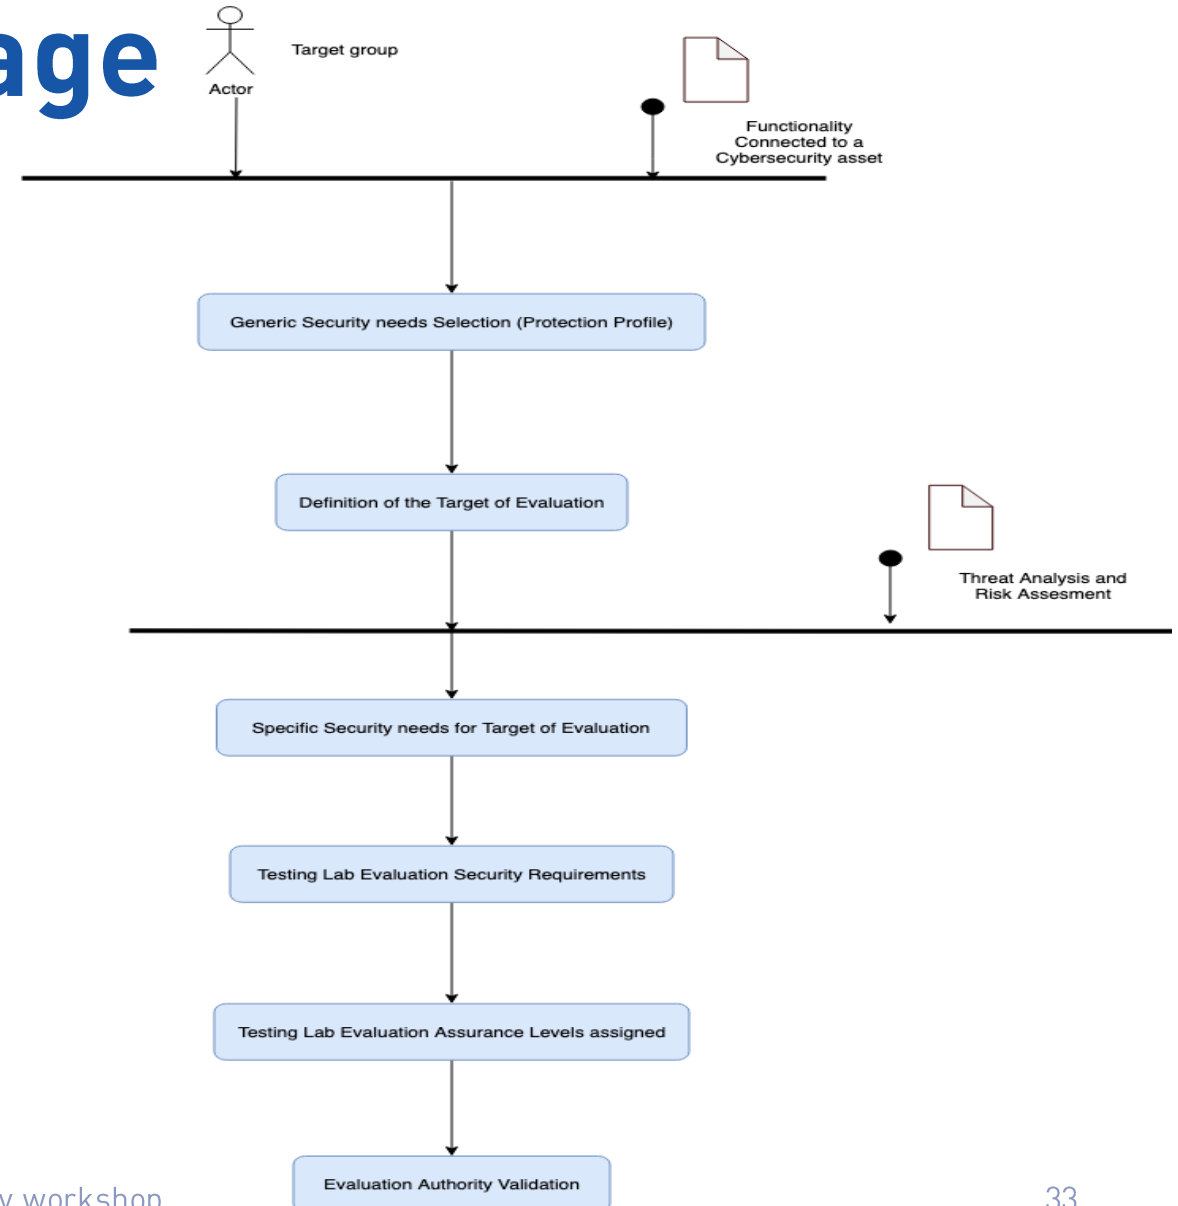 age
Target group
Actor
Functionality
Connected to a
Cybersecurity asset
Generic Security needs Selection (Protection Profile)
Definition of the Target of Evaluation
Threat Analysis and
Risk Assesment
Specific Security needs for Target of Evaluation
Testing Lab Evaluation Security Requirements
Testing Lab Evaluation Assurance Levels assigned
Evaluation Authority Validation
y workshop
33